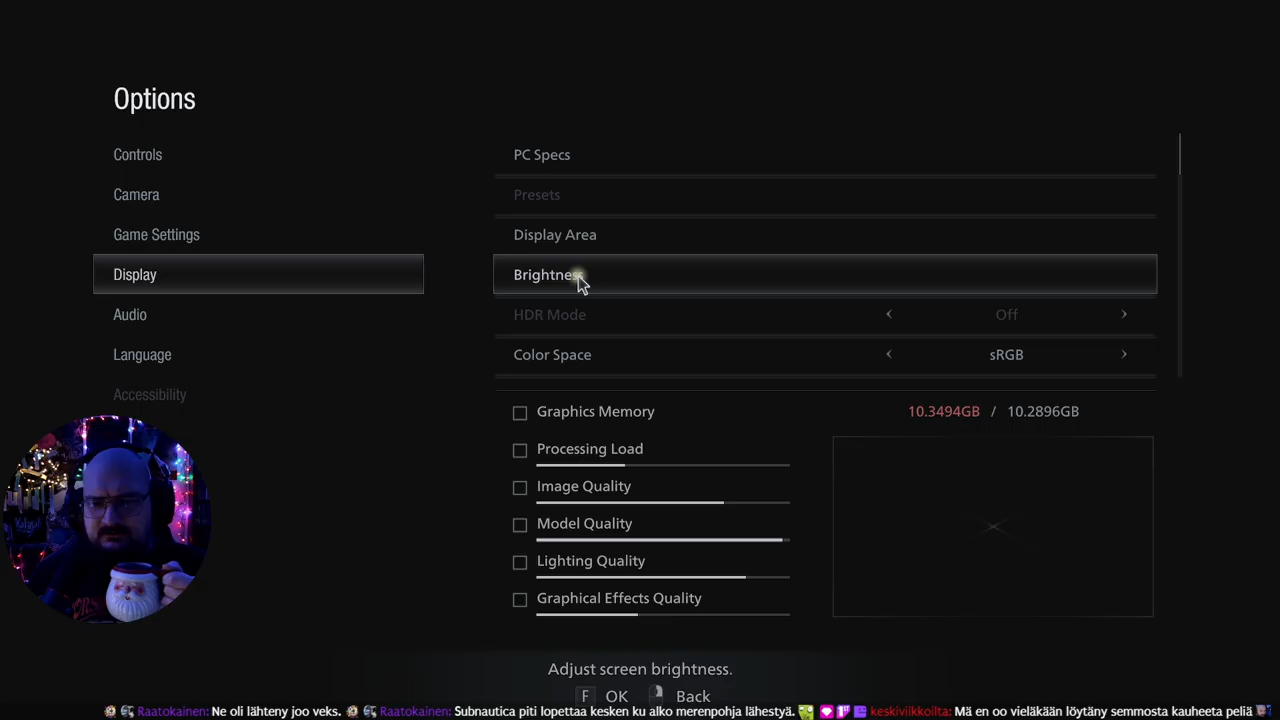 Options
Controls
Camera
Game Settings
Display
Audio
Language
Accessibility
PC Specs
Presets
Display Area
Brightness
HDR Mode Off
Color Space sRGB
Graphics Memory 10.3494GB / 10.2896GB
Processing Load
Image Quality
Model Quality
Lighting Quality
Graphical Effects Quality
Adjust screen brightness.
F OK Back
Raatokainen: Ne oli lähteny joo veks. Raatokainen: Subnautica piti lopettaa kesken ku alko merenpohja lähestyä. keskiviikkoilta: Mä en oo vieläkään löytäny semmosta kauheeta peliä